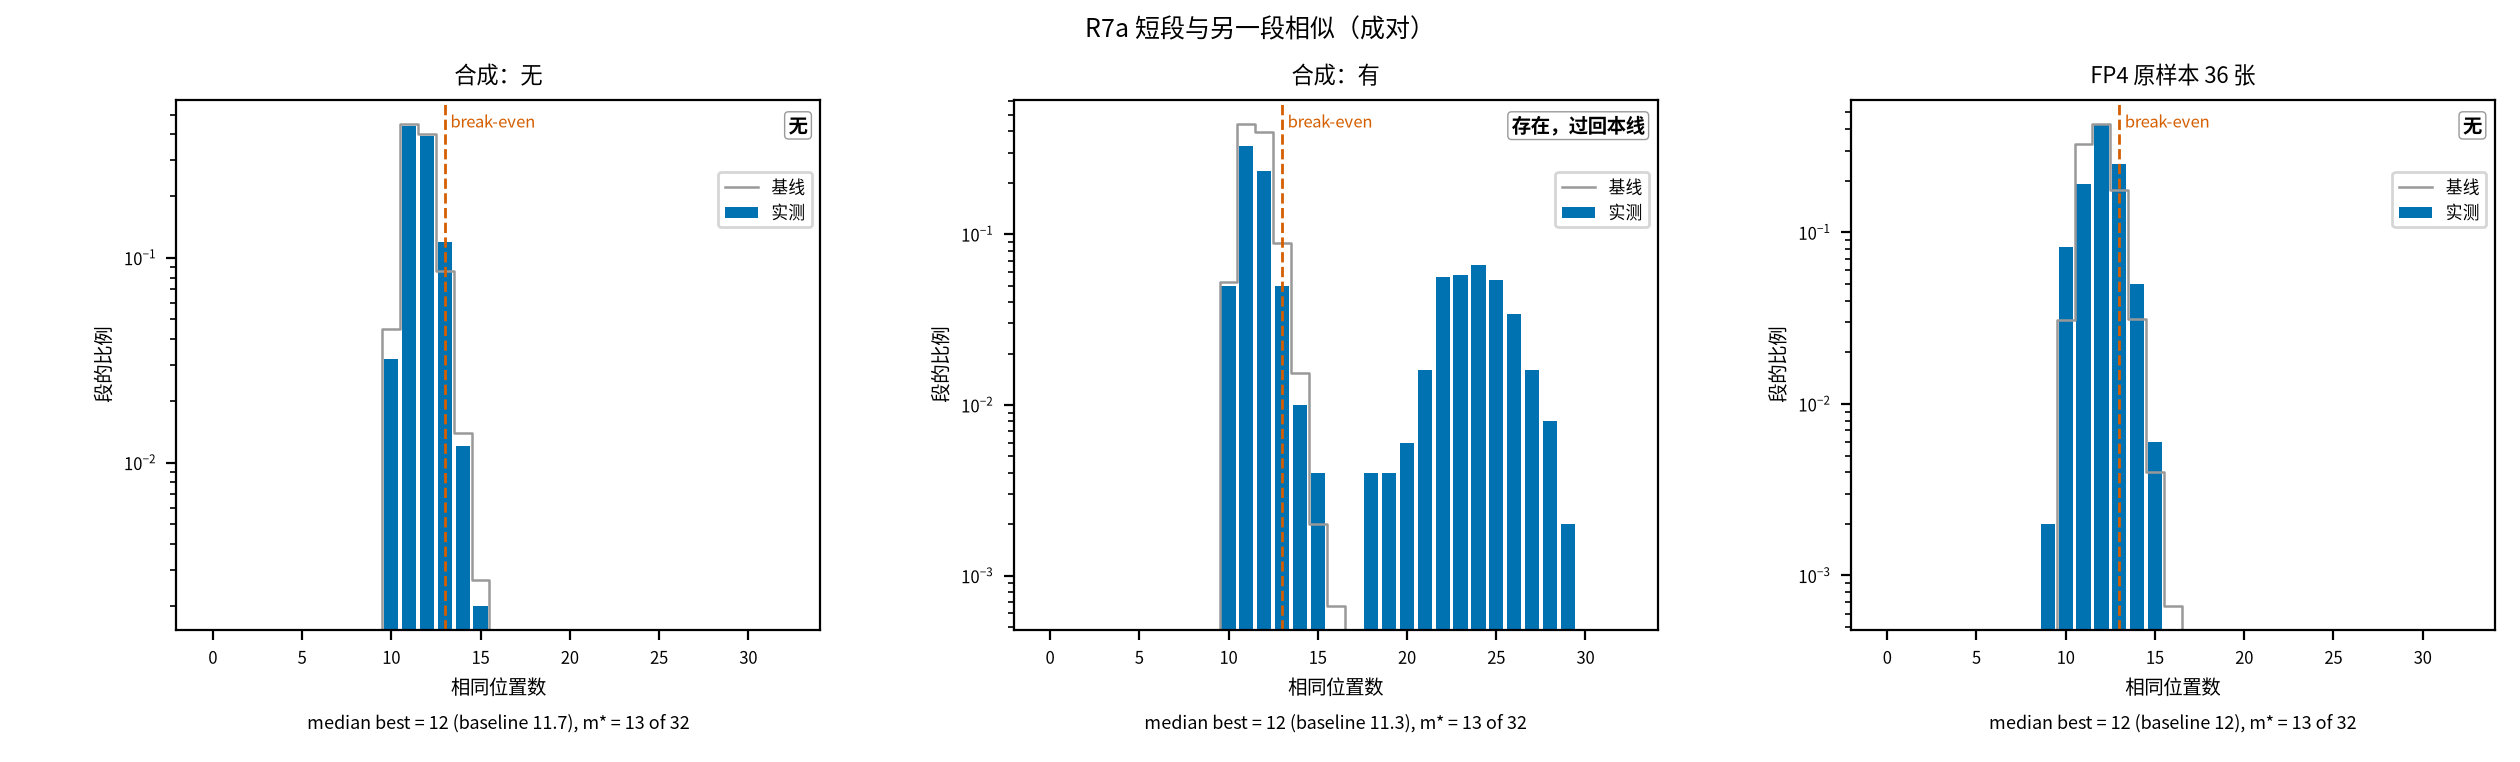 R7a 短段与另一段相似（成对）
合成：无
无
break-even
基线
实测
10⁻¹
10⁻²
段的比例
0 5 10 15 20 25 30
相同位置数
median best = 12 (baseline 11.7), m* = 13 of 32
合成：有
存在，过回本线
break-even
基线
实测
10⁻¹
10⁻²
10⁻³
段的比例
0 5 10 15 20 25 30
相同位置数
median best = 12 (baseline 11.3), m* = 13 of 32
FP4 原样本 36 张
无
break-even
基线
实测
10⁻¹
10⁻²
10⁻³
段的比例
0 5 10 15 20 25 30
相同位置数
median best = 12 (baseline 12), m* = 13 of 32